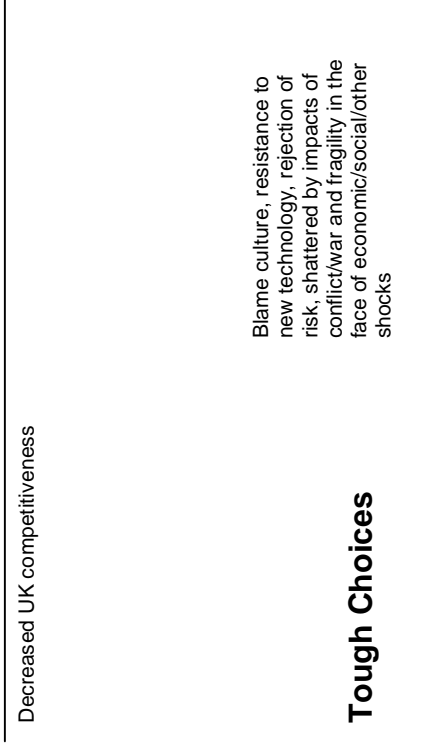 Decreased UK competitiveness
Blame culture, resistance to
new technology, rejection of
risk, shattered by impacts of
conflict/war and fragility in the
face of economic/social/other
shocks
Tough Choices